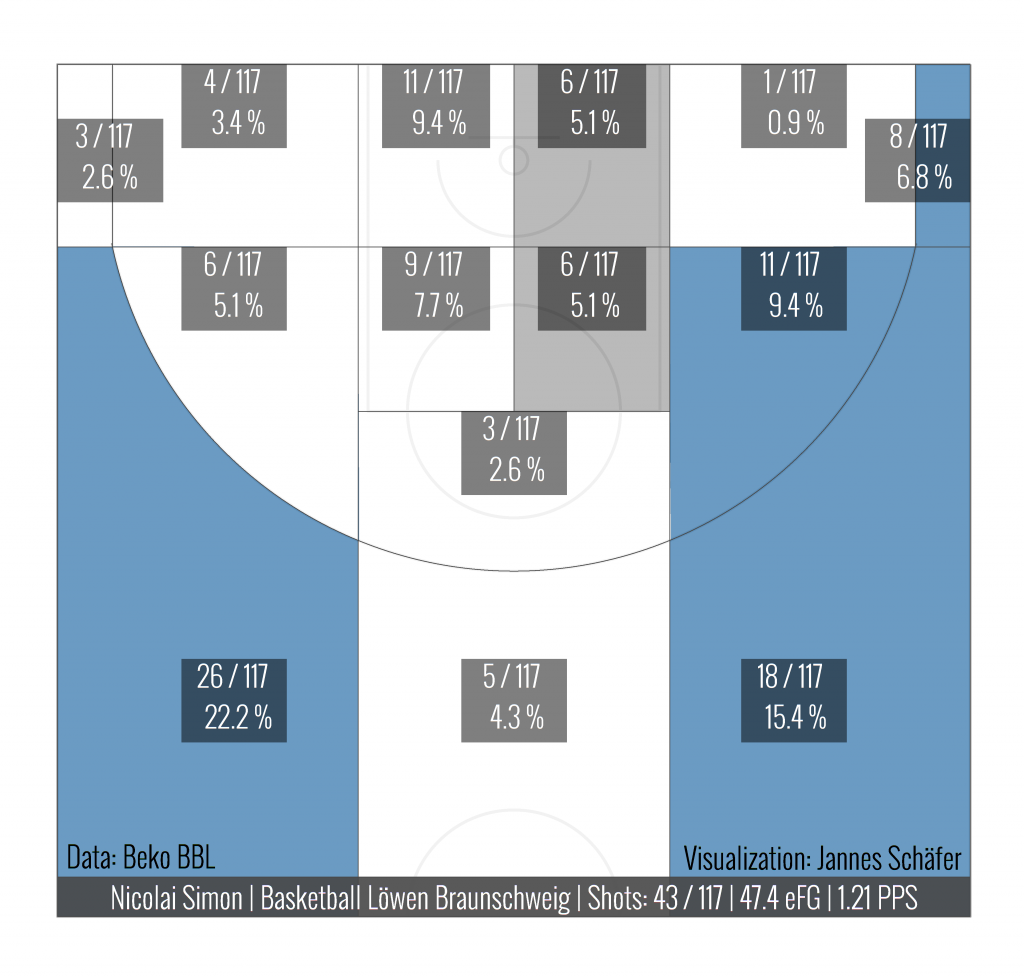 4 / 117
3.4 %
11 / 117
9.4 %
6 / 117
5.1 %
1 / 117
0.9 %
3 / 117
2.6 %
8 / 117
6.8 %
6 / 117
5.1 %
9 / 117
7.7 %
6 / 117
5.1 %
11 / 117
9.4 %
3 / 117
2.6 %
26 / 117
22.2 %
5 / 117
4.3 %
18 / 117
15.4 %
Data: Beko BBL
Visualization: Jannes Schäfer
Nicolai Simon | Basketball Löwen Braunschweig | Shots: 43 / 117 | 47.4 eFG | 1.21 PPS